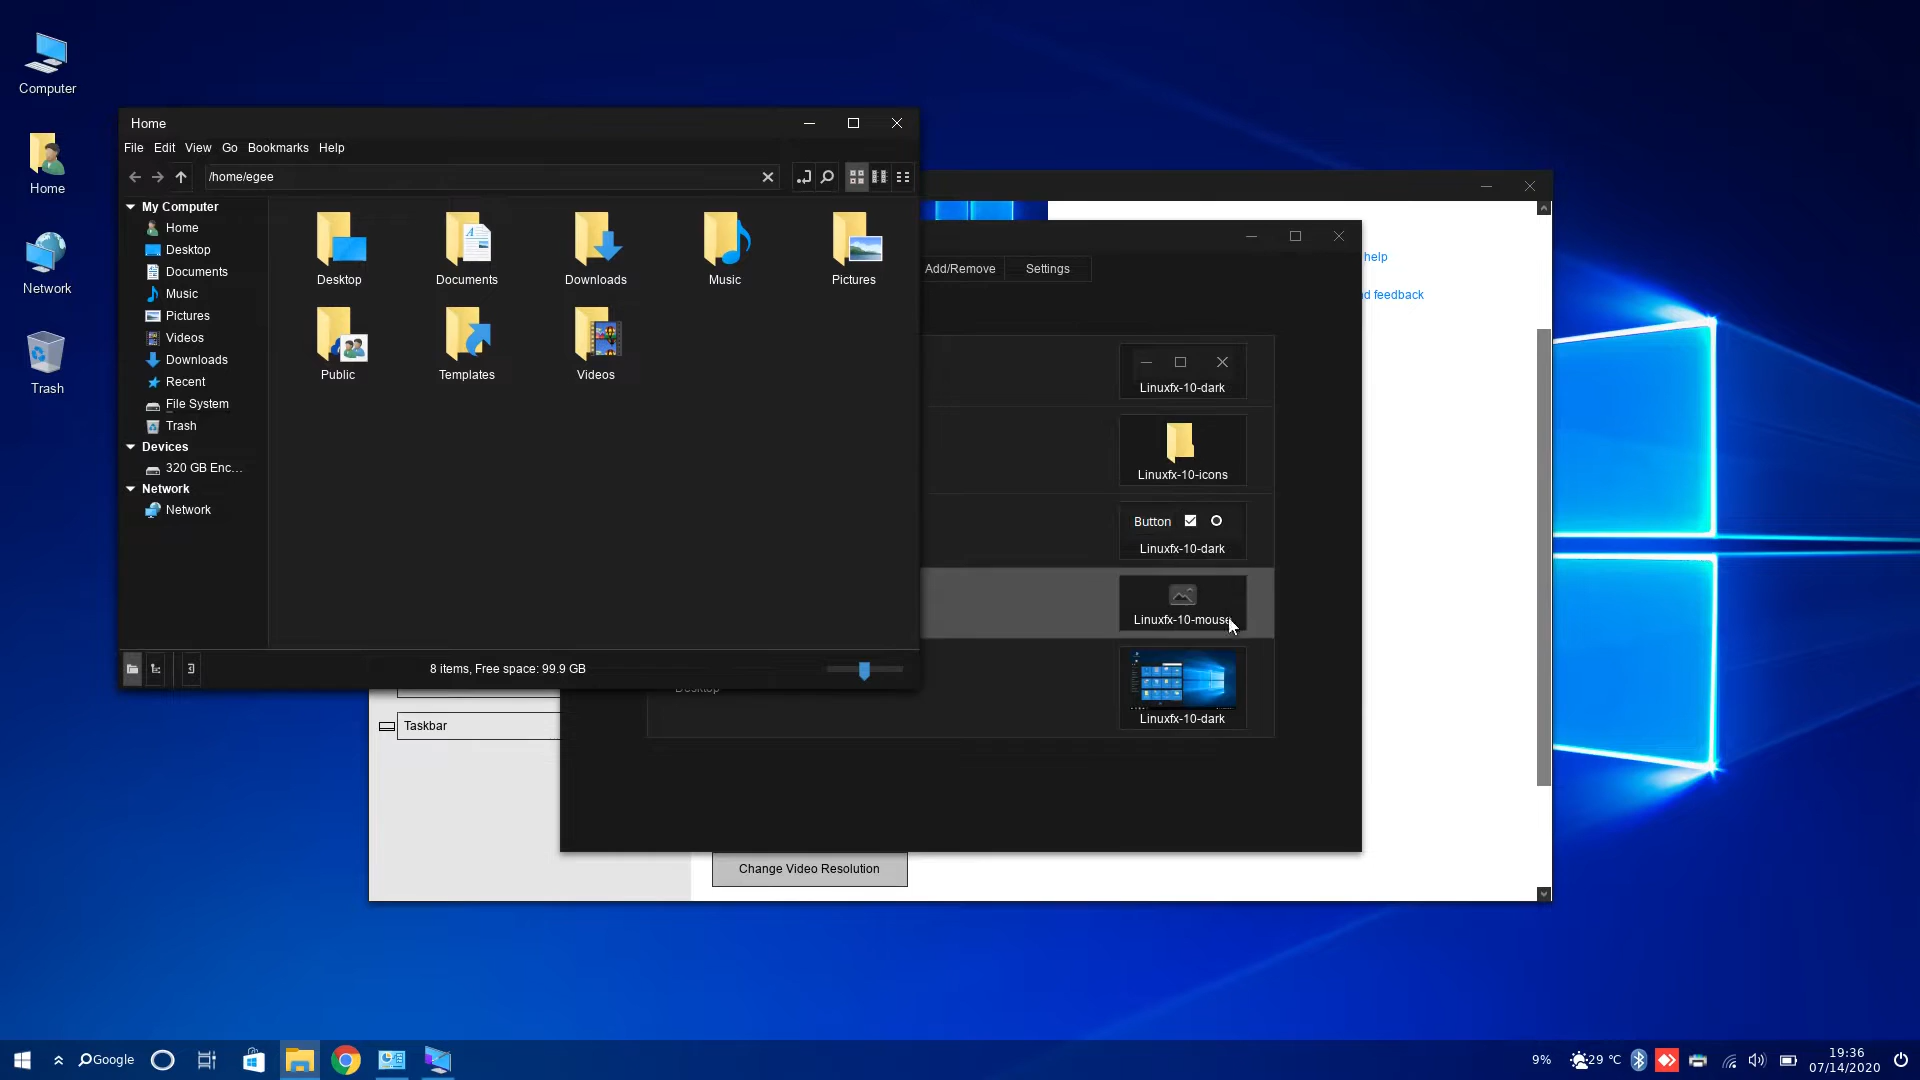 Computer
Home
Network
Trash
Home
File Edit View Go Bookmarks Help
/home/egee
My Computer
Home
Desktop
Documents
Music
Pictures
Videos
Downloads
Recent
File System
Trash
Devices
320 GB Enc...
Network
Network
Desktop
Documents
Downloads
Music
Pictures
Public
Templates
Videos
8 items, Free space: 99.9 GB
Add/Remove
Settings
help
d feedback
Linuxfx-10-dark
Linuxfx-10-icons
Button
Linuxfx-10-dark
Linuxfx-10-mouse
Desktop
Linuxfx-10-dark
Taskbar
Change Video Resolution
Google
9%
29 °C
19:36
07/14/2020